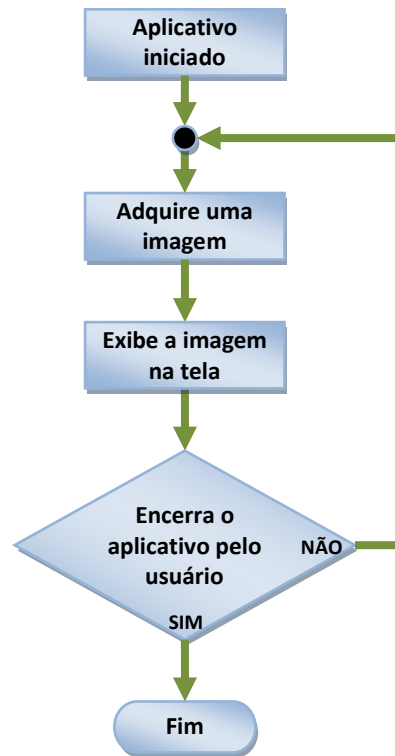 Aplicativo
iniciado
Adquire uma
imagem
Exibe a imagem
na tela
Encerra o
aplicativo pelo
usuário
NÃO
SIM
Fim